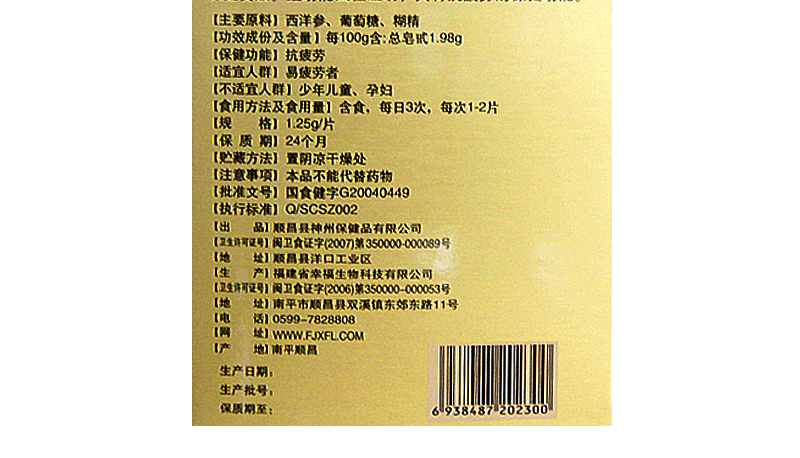 【主要原料】西洋参、葡萄糖、糊精
【功效成份及含量】每100g含:总皂甙1.98g
【保健功能】抗疲劳
【适宜人群】易疲劳者
【不适宜人群】少年儿童、孕妇
【食用方法及食用量】含食，每日3次，每次1-2片
【规　　格】1.25g/片
【保 质 期】24个月
【贮藏方法】置阴凉干燥处
【注意事项】本品不能代替药物
【批准文号】国食健字G20040449
【执行标准】Q/SCSZ002
【出　　品】顺昌县神州保健品有限公司
【卫生许可证号】闽卫食证字(2007)第350000-000089号
【地　　址】顺昌县洋口工业区
【生　　产】福建省幸福生物科技有限公司
【卫生许可证号】闽卫食证字(2006)第350000-000053号
【地　　址】南平市顺昌县双溪镇东郊东路11号
【电　　话】0599-7828808
【网　　址】WWW.FJXFL.COM
【产　　地】南平顺昌
生产日期:
生产批号:
保质期至:
6 938487 202300